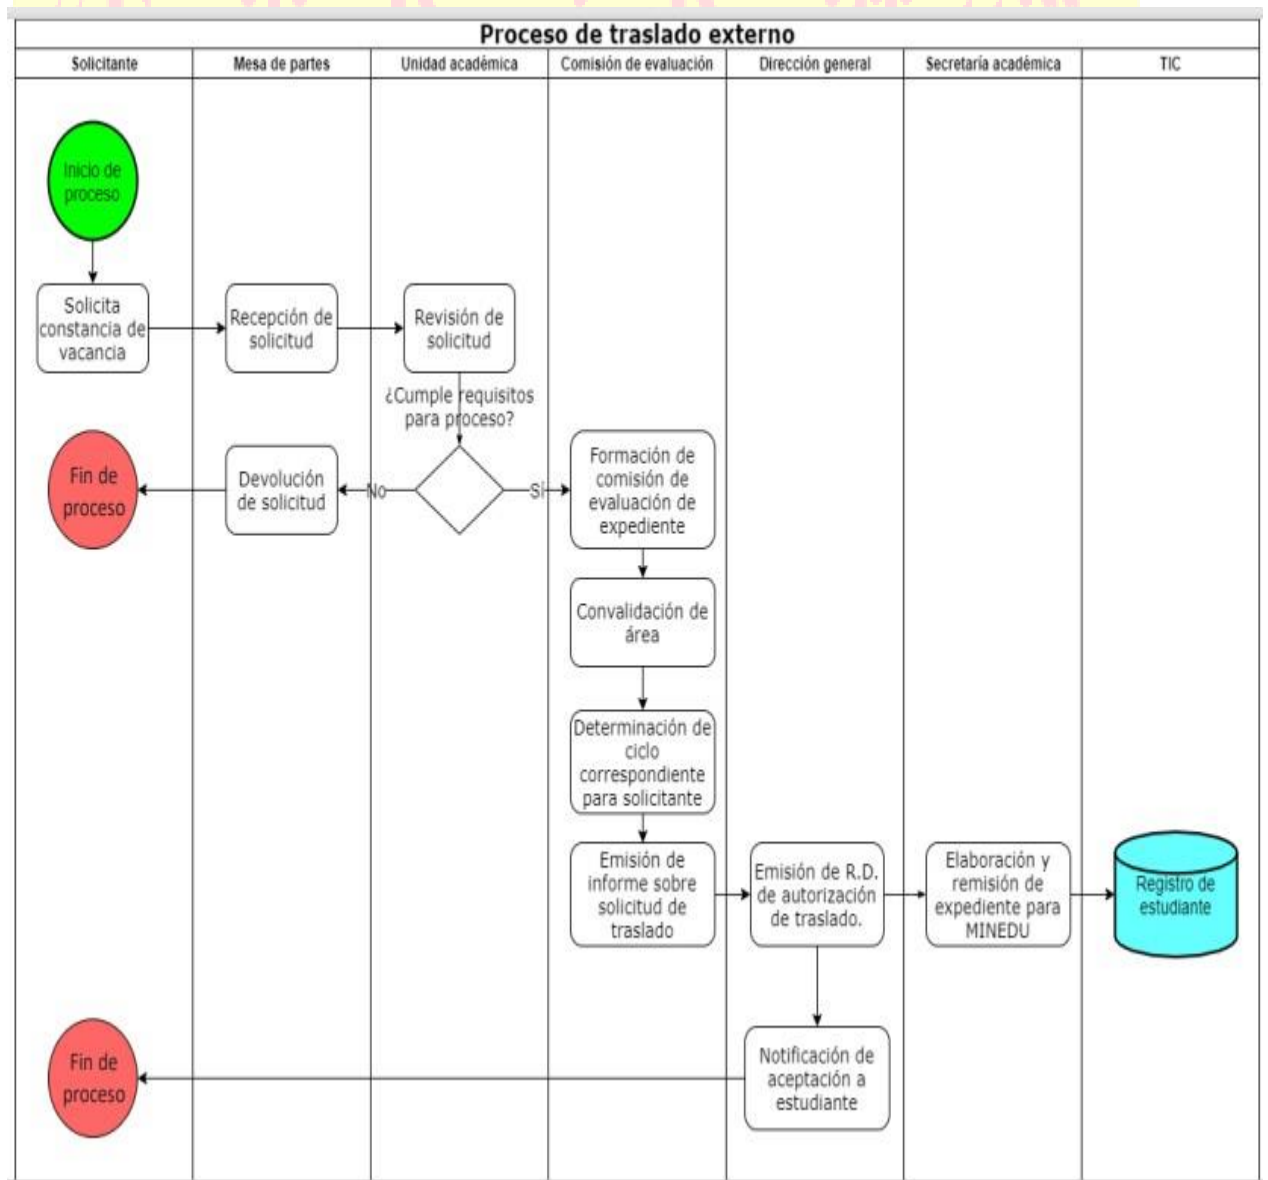 Proceso de traslado externo
Solicitante
Mesa de partes
Unidad académica
Comisión de evaluación
Dirección general
Secretaría académica
TIC
Inicio de
proceso
Solicita
constancia de
vacancia
Recepción de
solicitud
Revisión de
solicitud
¿Cumple requisitos
para proceso?
Fin de
proceso
Devolución
de solicitud
No
Sí
Formación de
comisión de
evaluación de
expediente
Convalidación de
área
Determinación de
ciclo
correspondiente
para solicitante
Emisión de
informe sobre
solicitud de
traslado
Emisión de R.D.
de autorización
de traslado.
Elaboración y
remisión de
expediente para
MINEDU
Registro de
estudiante
Fin de
proceso
Notificación de
aceptación a
estudiante